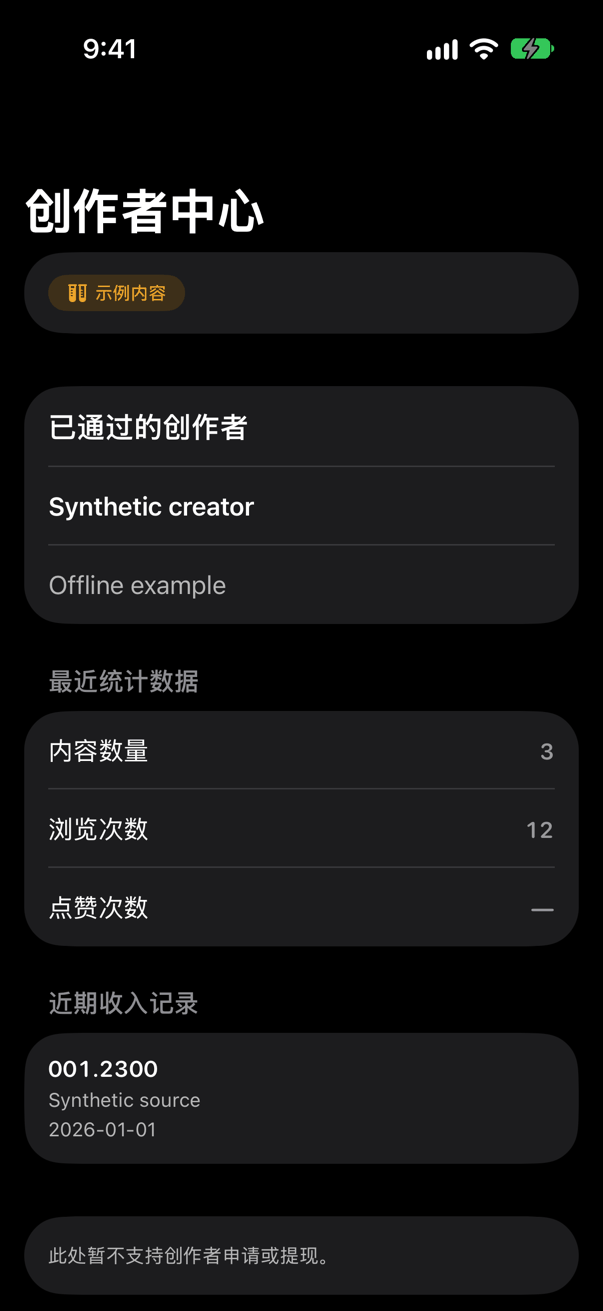 9:41
创作者中心
示例内容
已通过的创作者
Synthetic creator
Offline example
最近统计数据
内容数量 3
浏览次数 12
点赞次数 —
近期收入记录
001.2300
Synthetic source
2026-01-01
此处暂不支持创作者申请或提现。